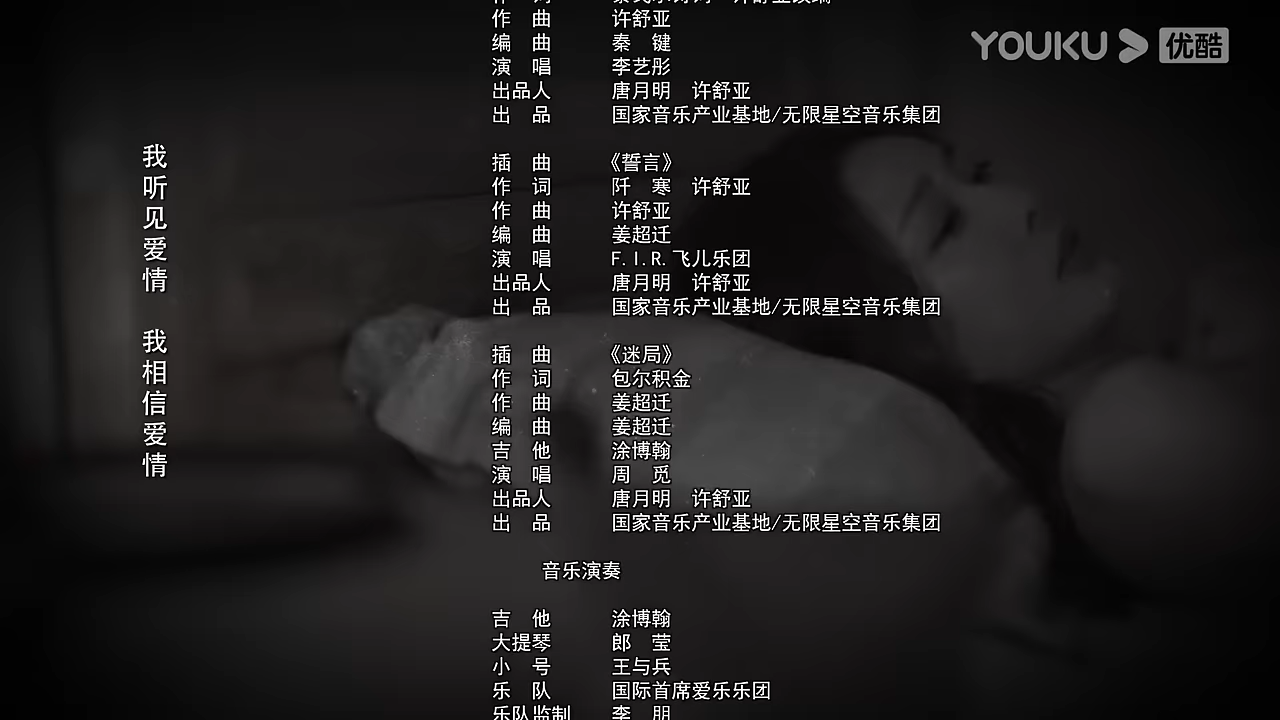 作 曲 许舒亚
编 曲 秦 键
演 唱 李艺彤
出品人 唐月明 许舒亚
出 品 国家音乐产业基地/无限星空音乐集团
插 曲 《誓言》
作 词 阡 寒 许舒亚
作 曲 许舒亚
编 曲 姜超迁
演 唱 F.I.R.飞儿乐团
出品人 唐月明 许舒亚
出 品 国家音乐产业基地/无限星空音乐集团
插 曲 《迷局》
作 词 包尔积金
作 曲 姜超迁
编 曲 姜超迁
吉 他 涂博翰
演 唱 周 觅
出品人 唐月明 许舒亚
出 品 国家音乐产业基地/无限星空音乐集团
音乐演奏
吉 他 涂博翰
大提琴 郎 莹
小 号 王与兵
乐 队 国际首席爱乐乐团
乐队监制 李 朋
我听见爱情 我相信爱情
YOUKU 优酷